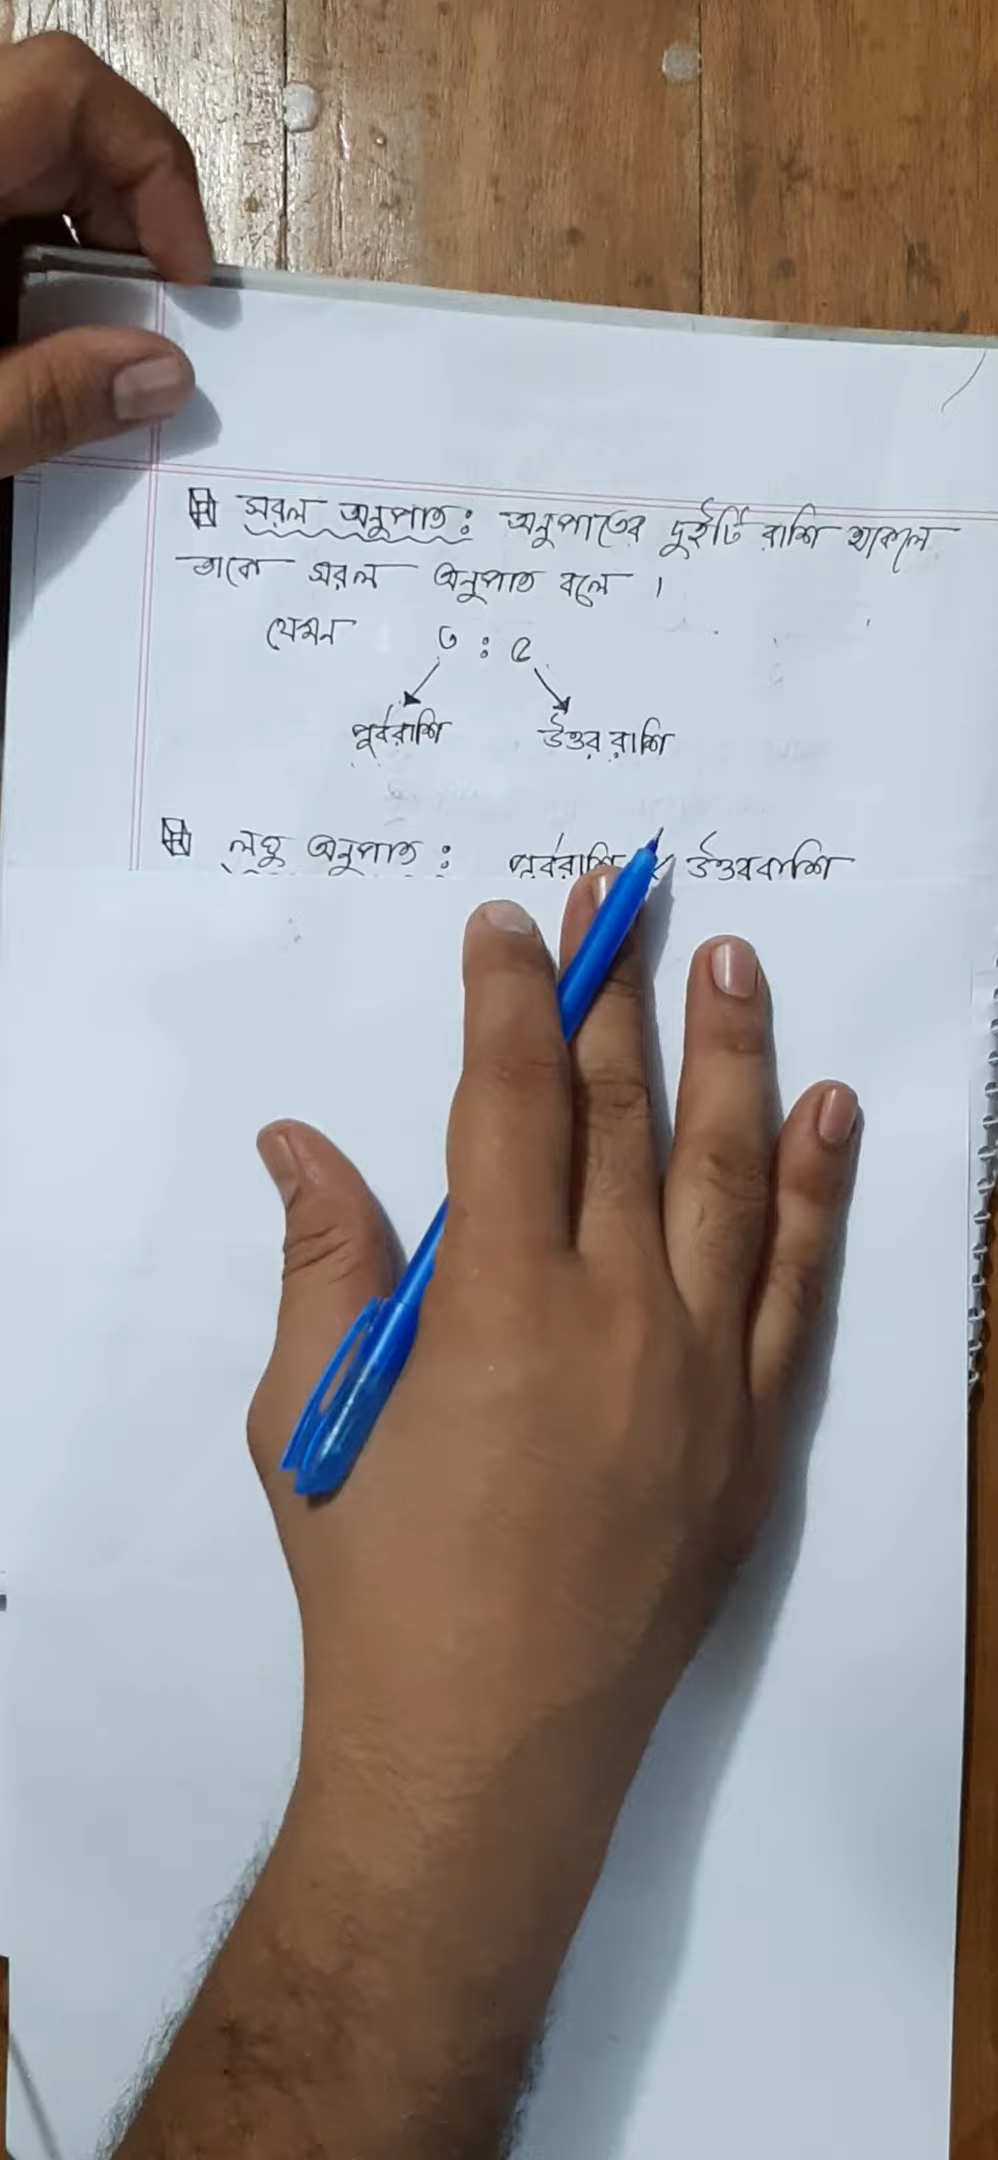 সরল অনুপাত : অনুপাতের দুইটি রাশি থাকলে
তাকে সরল অনুপাত বলে ।
যেমন ৩ : ৫
পূর্বরাশি উত্তর রাশি
লঘু অনুপাত : পূর্বরাশি < উত্তররাশি